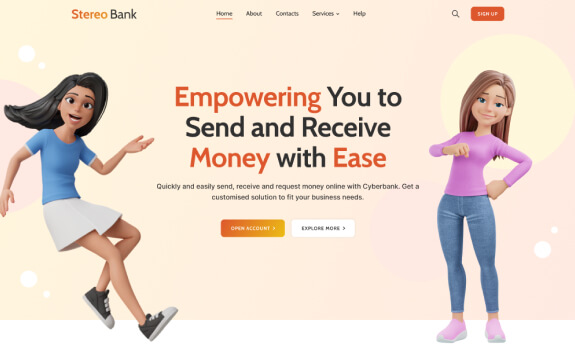 Stereo Bank
Home About Contacts Services Help SIGN UP
Empowering You to
Send and Receive
Money with Ease
Quickly and easily send, receive and request money online with Cyberbank. Get a
customised solution to fit your business needs.
OPEN ACCOUNT EXPLORE MORE